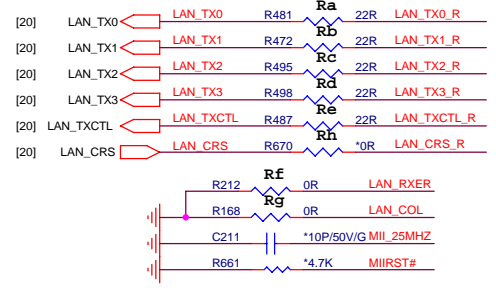 Ra
[20] LAN_TX0 LAN_TX0 R481 22R LAN_TX0_R
Rb
[20] LAN_TX1 LAN_TX1 R472 22R LAN_TX1_R
Rc
[20] LAN_TX2 LAN_TX2 R495 22R LAN_TX2_R
Rd
[20] LAN_TX3 LAN_TX3 R498 22R LAN_TX3_R
Re
[20] LAN_TXCTL LAN_TXCTL R487 22R LAN_TXCTL_R
Rh
[20] LAN_CRS LAN_CRS R670 *0R LAN_CRS_R
Rf
R212 0R LAN_RXER
Rg
R168 0R LAN_COL
C211 *10P/50V/G MII_25MHZ
R661 *4.7K MIIRST#